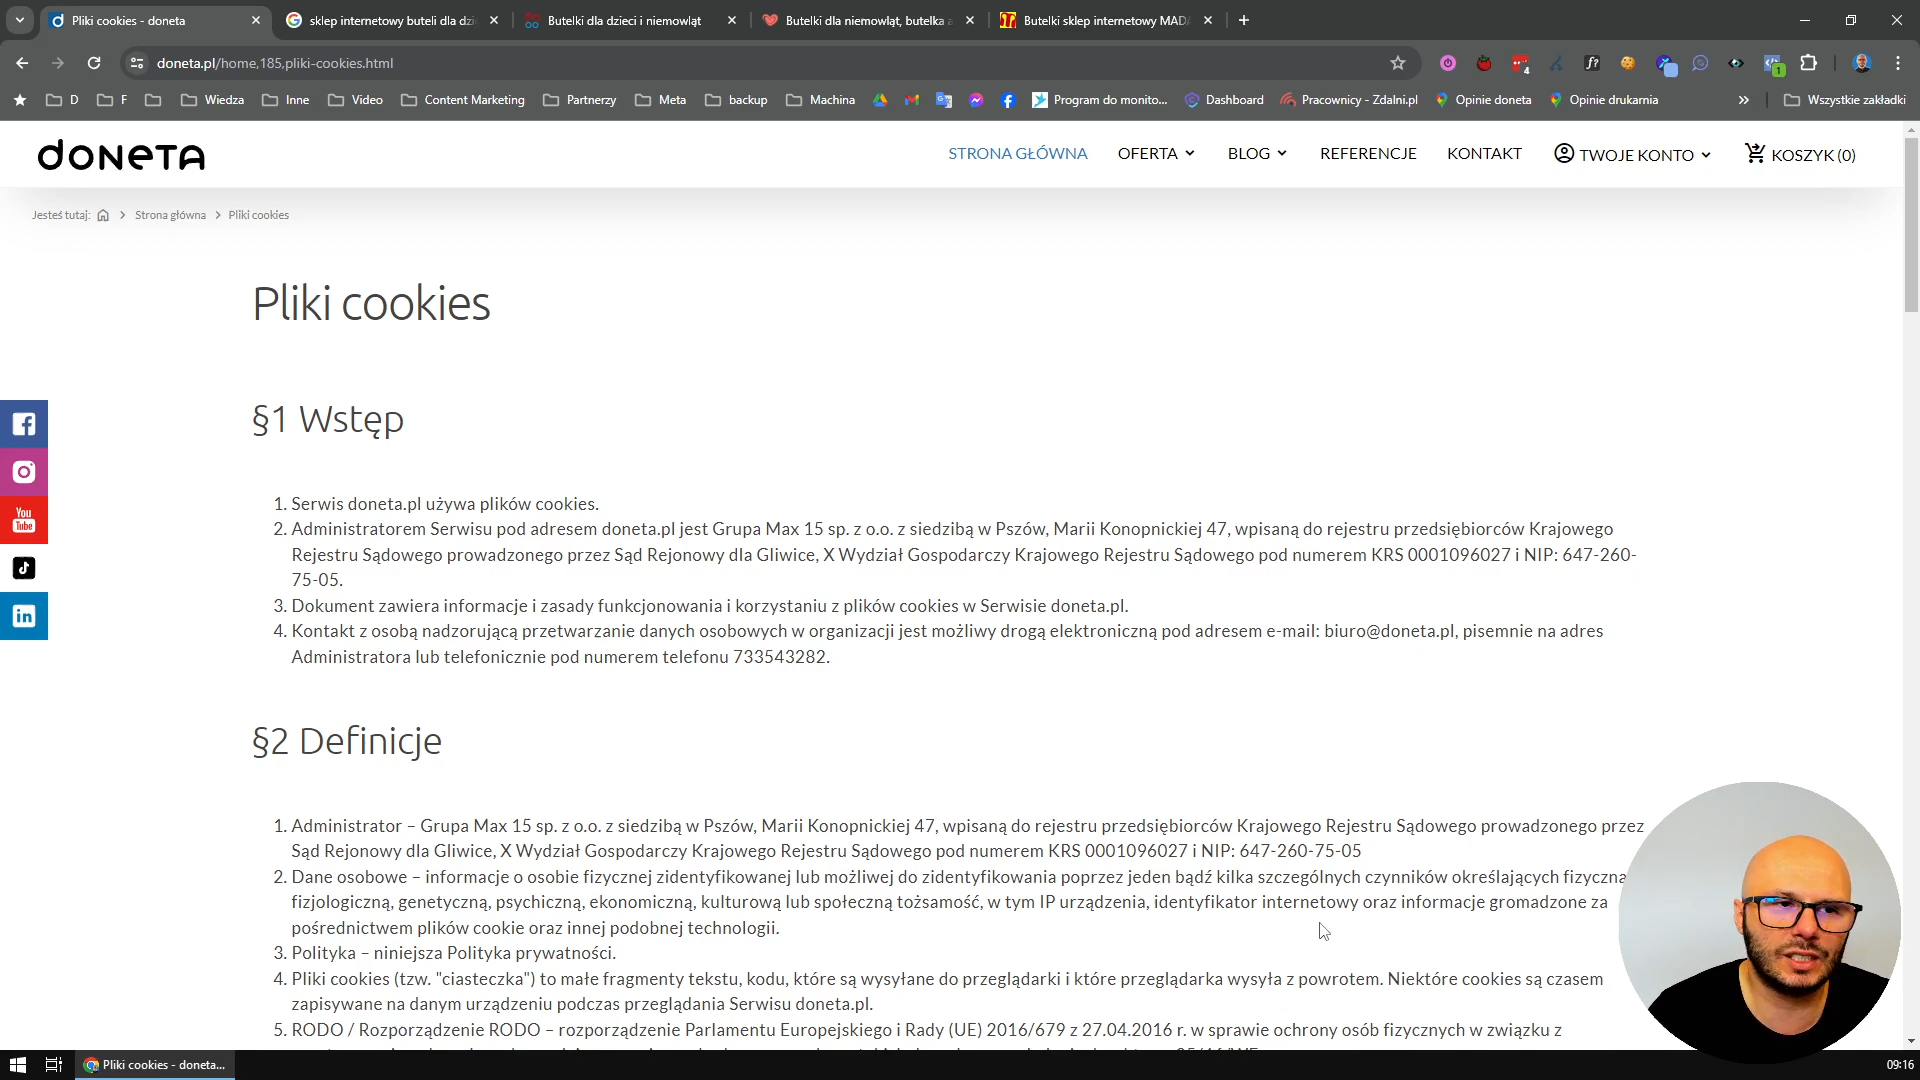 Pliki cookies - doneta
sklep internetowy buteli dla dzie
Butelki dla dzieci i niemowląt
Butelki dla niemowląt, butelka a
Butelki sklep internetowy MADA
doneta.pl/home,185,pliki-cookies.html
D
F
Wiedza
Inne
Video
Content Marketing
Partnerzy
Meta
backup
Machina
Program do monito...
Dashboard
Pracownicy - Zdalni.pl
Opinie doneta
Opinie drukarnia
Wszystkie zakładki
doneta
STRONA GŁÓWNA
OFERTA
BLOG
REFERENCJE
KONTAKT
TWOJE KONTO
KOSZYK (0)
Jesteś tutaj:
Strona główna
Pliki cookies
Pliki cookies
§1 Wstęp
1. Serwis doneta.pl używa plików cookies.
2. Administratorem Serwisu pod adresem doneta.pl jest Grupa Max 15 sp. z o.o. z siedzibą w Pszów, Marii Konopnickiej 47, wpisaną do rejestru przedsiębiorców Krajowego
Rejestru Sądowego prowadzonego przez Sąd Rejonowy dla Gliwice, X Wydział Gospodarczy Krajowego Rejestru Sądowego pod numerem KRS 0001096027 i NIP: 647-260-
75-05.
3. Dokument zawiera informacje i zasady funkcjonowania i korzystaniu z plików cookies w Serwisie doneta.pl.
4. Kontakt z osobą nadzorującą przetwarzanie danych osobowych w organizacji jest możliwy drogą elektroniczną pod adresem e-mail: biuro@doneta.pl, pisemnie na adres
Administratora lub telefonicznie pod numerem telefonu 733543282.
You
Tube
§2 Definicje
1. Administrator – Grupa Max 15 sp. z o.o. z siedzibą w Pszów, Marii Konopnickiej 47, wpisaną do rejestru przedsiębiorców Krajowego Rejestru Sądowego prowadzonego przez
Sąd Rejonowy dla Gliwice, X Wydział Gospodarczy Krajowego Rejestru Sądowego pod numerem KRS 0001096027 i NIP: 647-260-75-05
2. Dane osobowe – informacje o osobie fizycznej zidentyfikowanej lub możliwej do zidentyfikowania poprzez jeden bądź kilka szczególnych czynników określających fizyczną
fizjologiczną, genetyczną, psychiczną, ekonomiczną, kulturową lub społeczną tożsamość, w tym IP urządzenia, identyfikator internetowy oraz informacje gromadzone za
pośrednictwem plików cookie oraz innej podobnej technologii.
3. Polityka – niniejsza Polityka prywatności.
4. Pliki cookies (tzw. "ciasteczka") to małe fragmenty tekstu, kodu, które są wysyłane do przeglądarki i które przeglądarka wysyła z powrotem. Niektóre cookies są czasem
zapisywane na danym urządzeniu podczas przeglądania Serwisu doneta.pl.
5. RODO / Rozporządzenie RODO – rozporządzenie Parlamentu Europejskiego i Rady (UE) 2016/679 z 27.04.2016 r. w sprawie ochrony osób fizycznych w związku z
Pliki cookies - doneta...
09:16